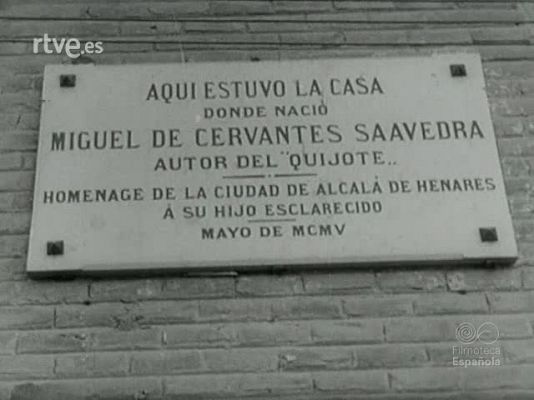 rtve.es
AQUI ESTUVO LA CASA
DONDE NACIÓ
MIGUEL DE CERVANTES SAAVEDRA
AUTOR DEL "QUIJOTE"
HOMENAGE DE LA CIUDAD DE ALCALÁ DE HENARES
Á SU HIJO ESCLARECIDO
MAYO DE MCMV
Filmoteca
Española